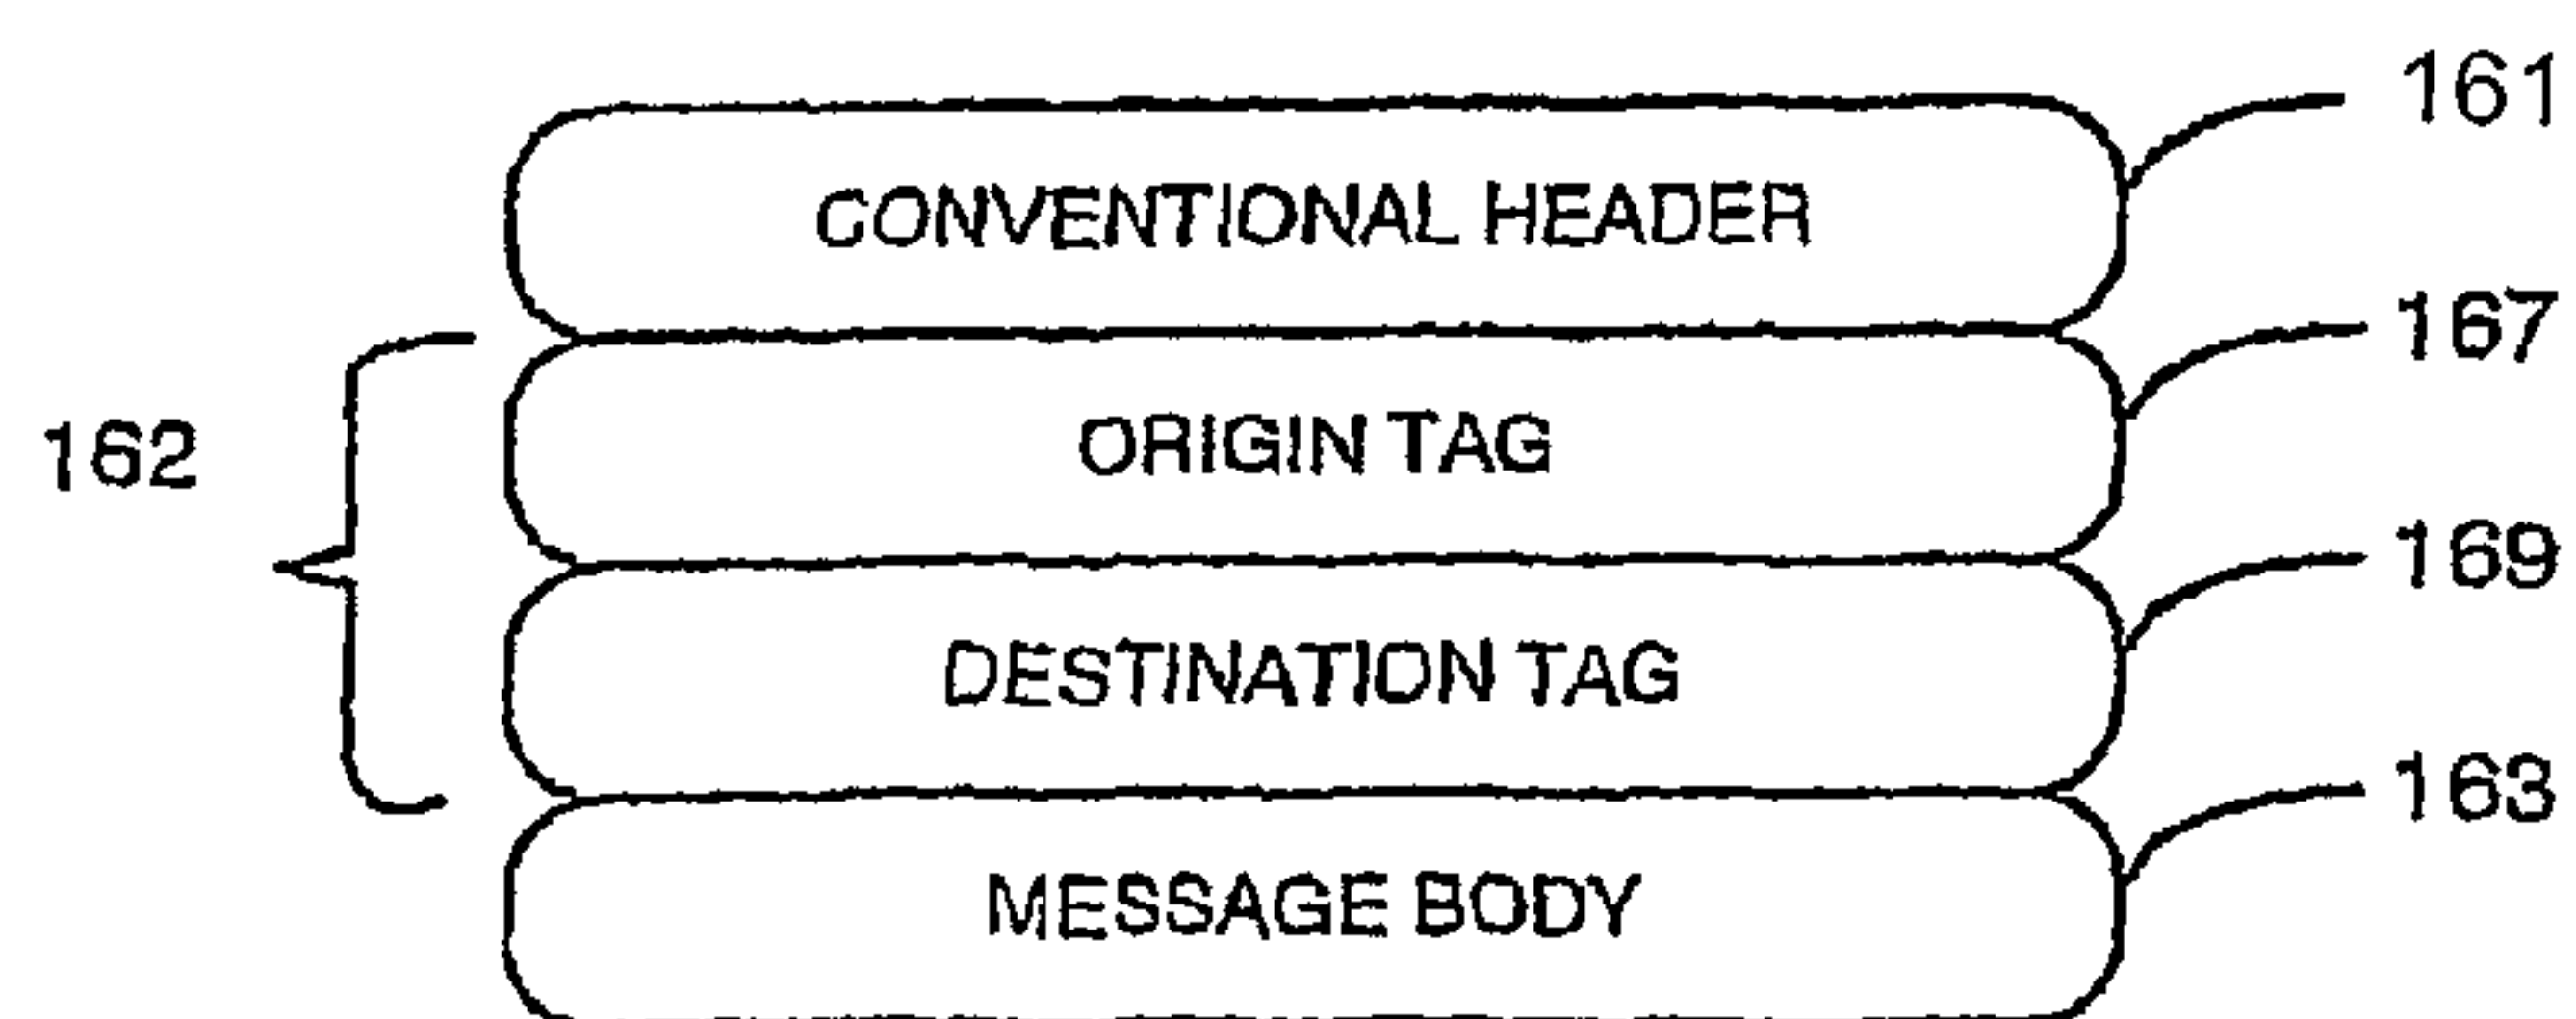 161
CONVENTIONAL HEADER
167
162
ORIGIN TAG
169
DESTINATION TAG
163
MESSAGE BODY